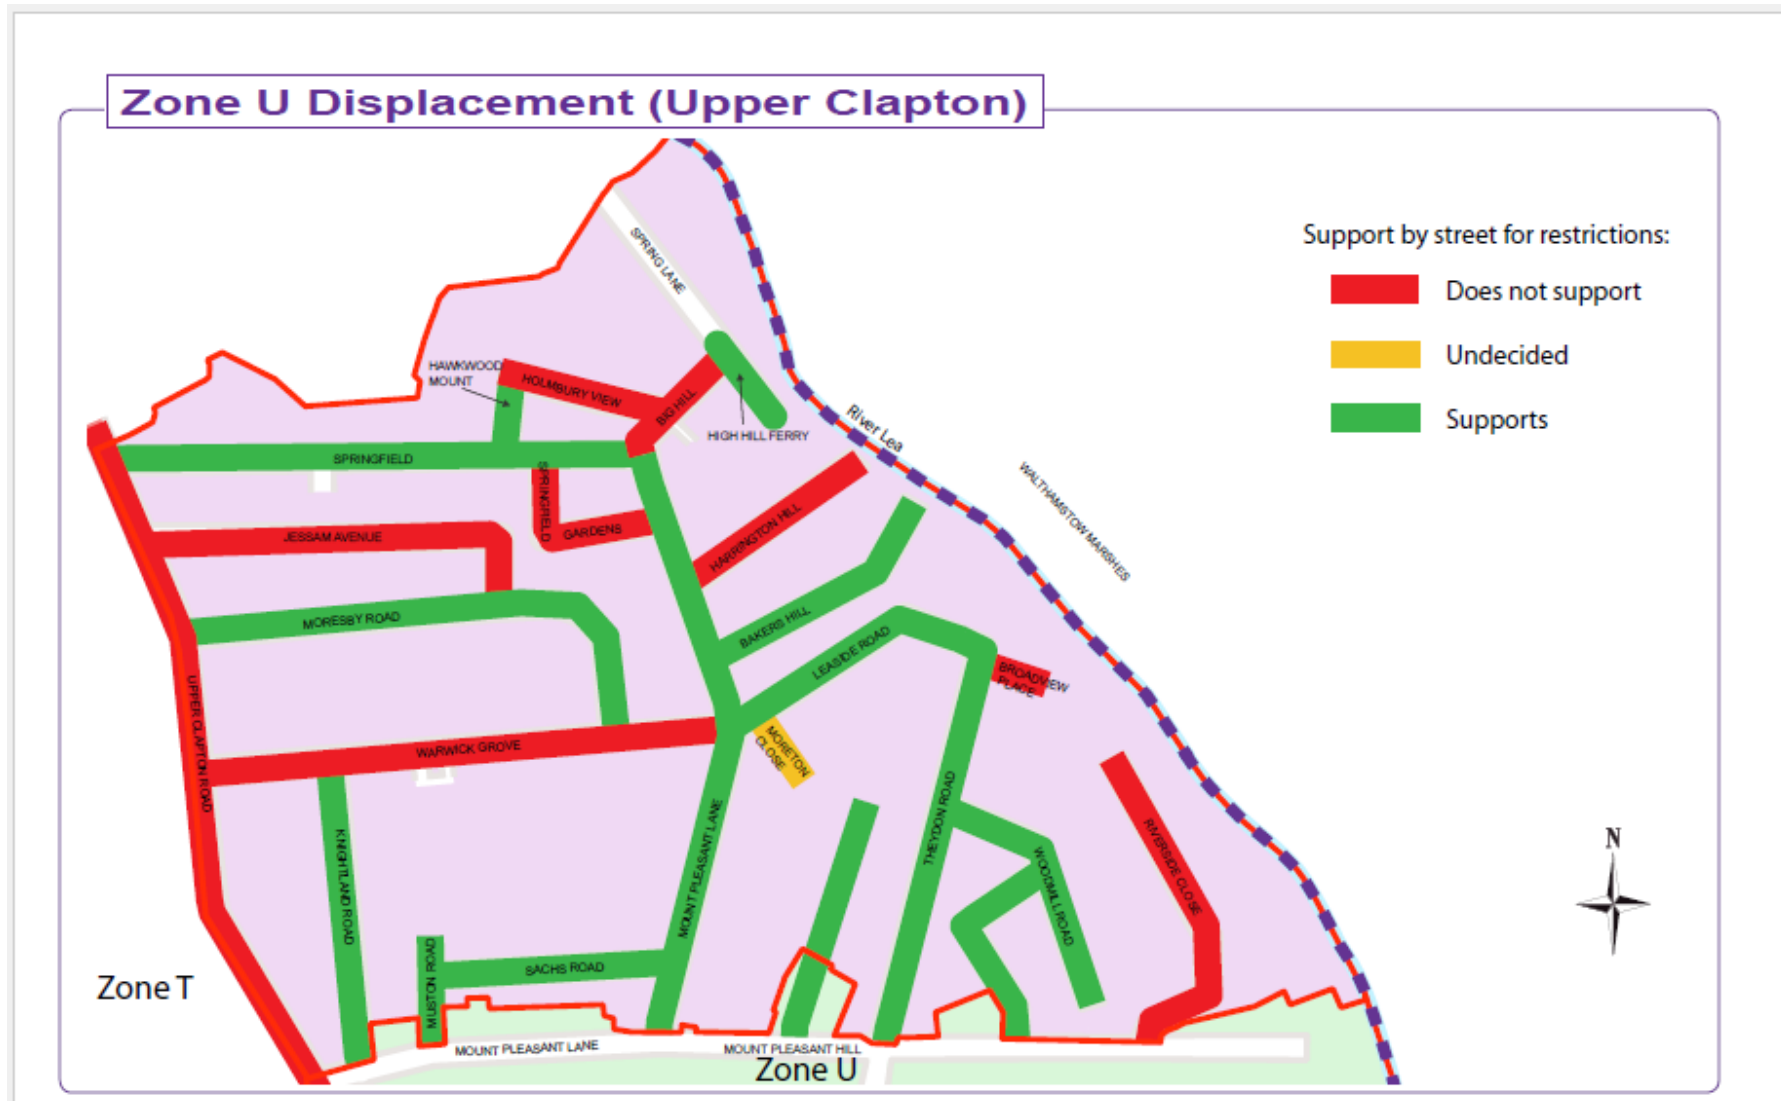 Zone U Displacement (Upper Clapton)
Support by street for restrictions:
Does not support
Undecided
Supports
SPRING LANE
HAWKWOOD
MOUNT
HOLMBURY VIEW
BIG HILL
HIGH HILL FERRY
River Lea
SPRINGFIELD
WALTHAMSTOW MARSHES
SPRINGFIELD
GARDENS
JESSAM AVENUE
HARRINGTON HILL
MORESBY ROAD
BAKERS HILL
LEASIDE ROAD
BROADVIEW
PLACE
UPPER CLAPTON ROAD
WARWICK GROVE
MORETON
CLOSE
THEYDON ROAD
MOUNT PLEASANT LANE
KNIGHTLAND ROAD
WOODMILL ROAD
RIVERSIDE CLOSE
N
MUSTON ROAD
SACHS ROAD
Zone T
MOUNT PLEASANT LANE
MOUNT PLEASANT HILL
Zone U